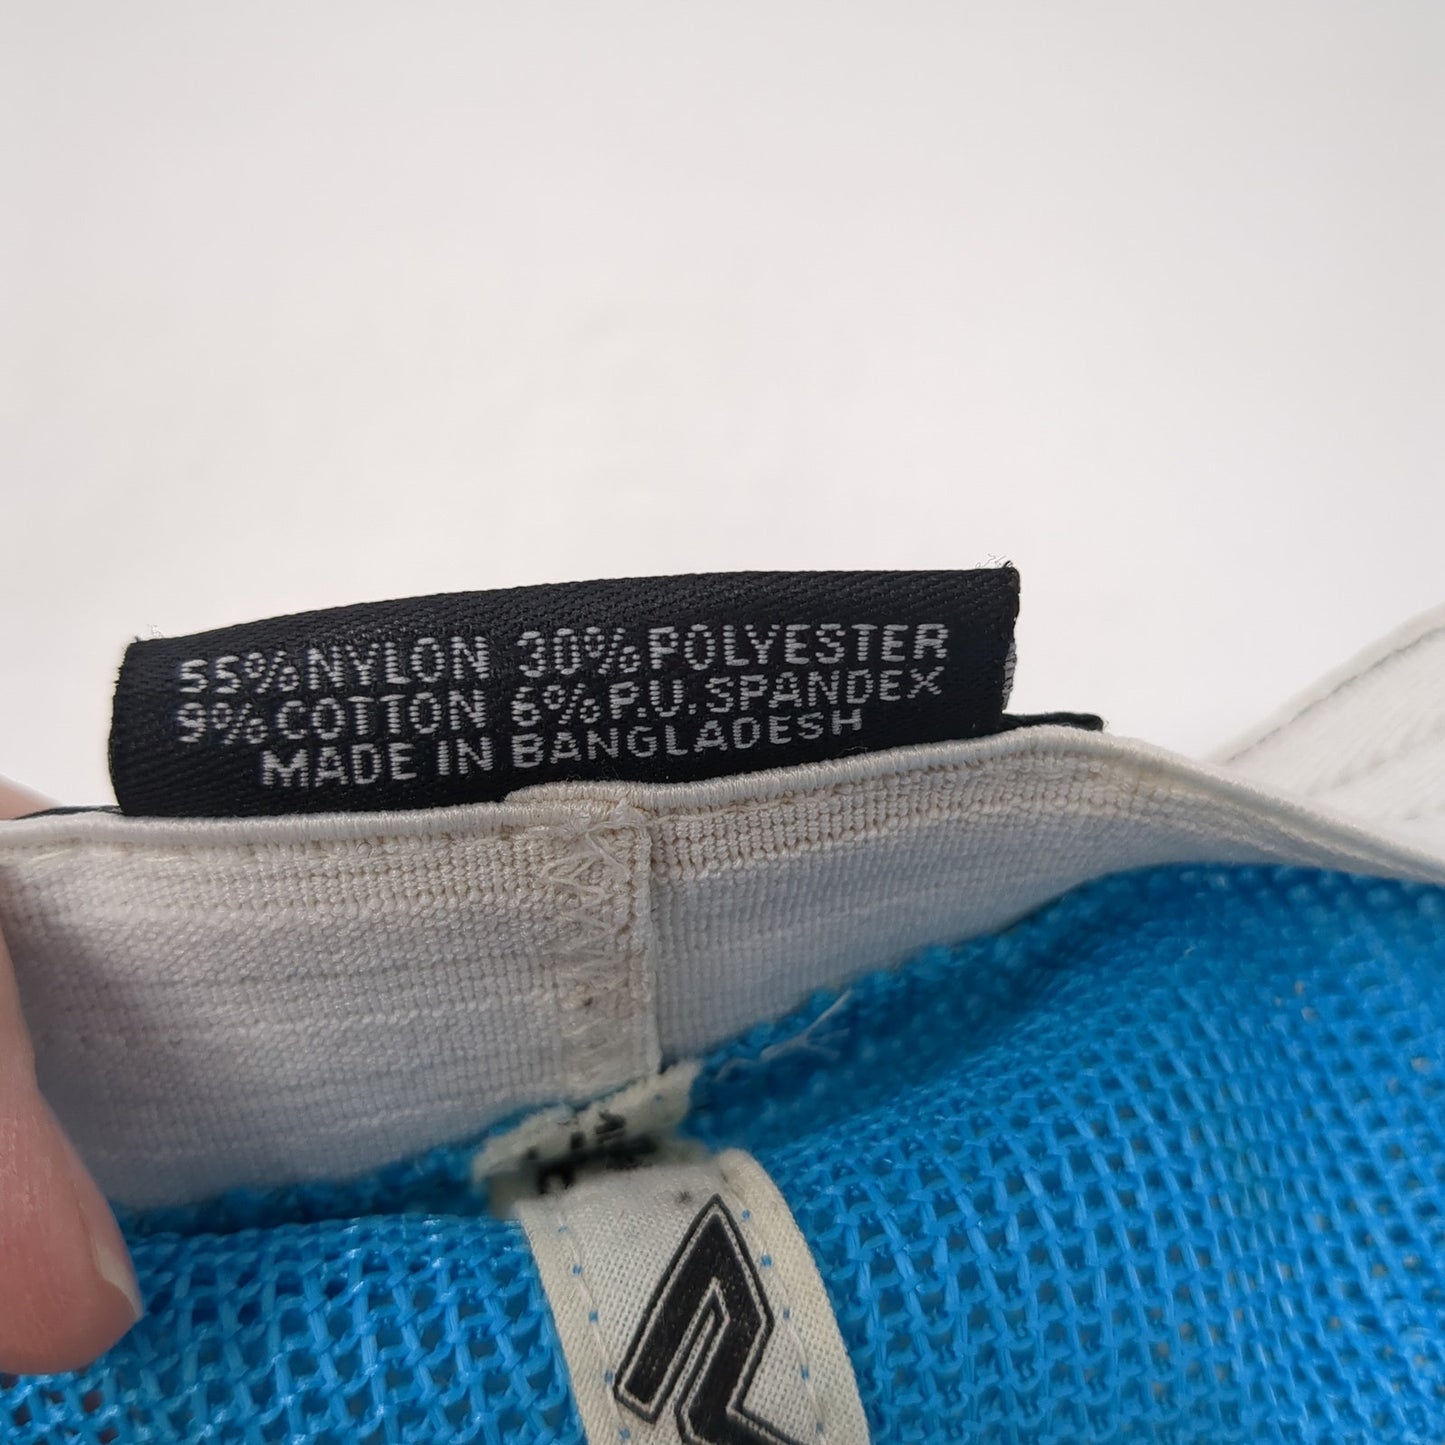 55% NYLON 30% POLYESTER
9% COTTON 6% P.U. SPANDEX
MADE IN BANGLADESH